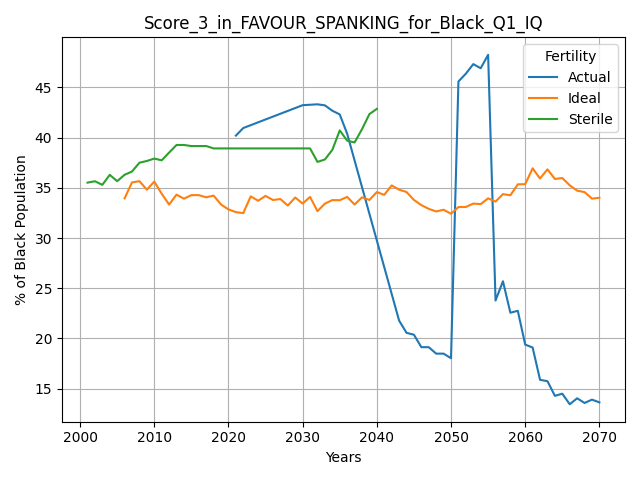 Score_3_in_FAVOUR_SPANKING_for_Black_Q1_IQ
Fertility
Actual
Ideal
Sterile
% of Black Population
45
40
35
30
25
20
15
2000 2010 2020 2030 2040 2050 2060 2070
Years